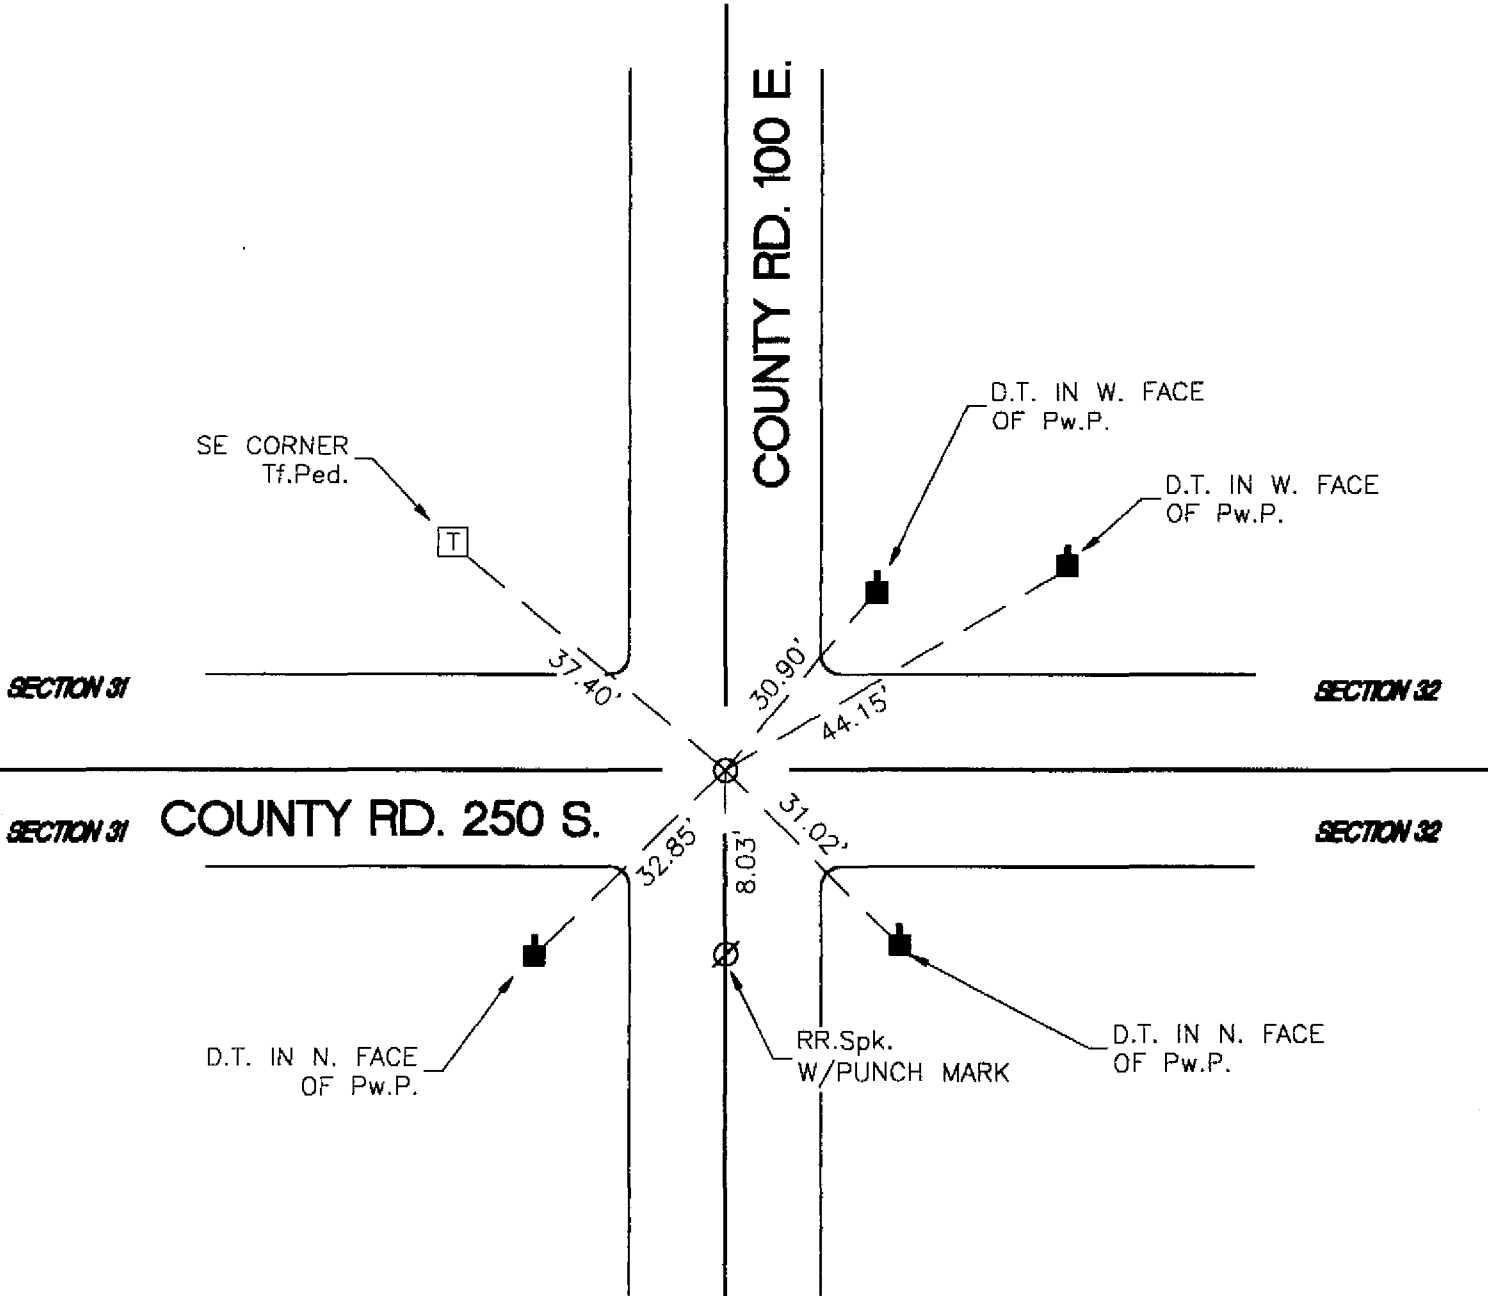 COUNTY RD. 100 E.
D.T. IN W. FACE
OF Pw.P.
SE CORNER
Tf.Ped.
D.T. IN W. FACE
OF Pw.P.
T
37.40'
30.90'
44.15'
SECTION 31
SECTION 32
COUNTY RD. 250 S.
SECTION 31
SECTION 32
32.85'
8.03'
31.02'
D.T. IN N. FACE
OF Pw.P.
RR.Spk.
W/PUNCH MARK
D.T. IN N. FACE
OF Pw.P.